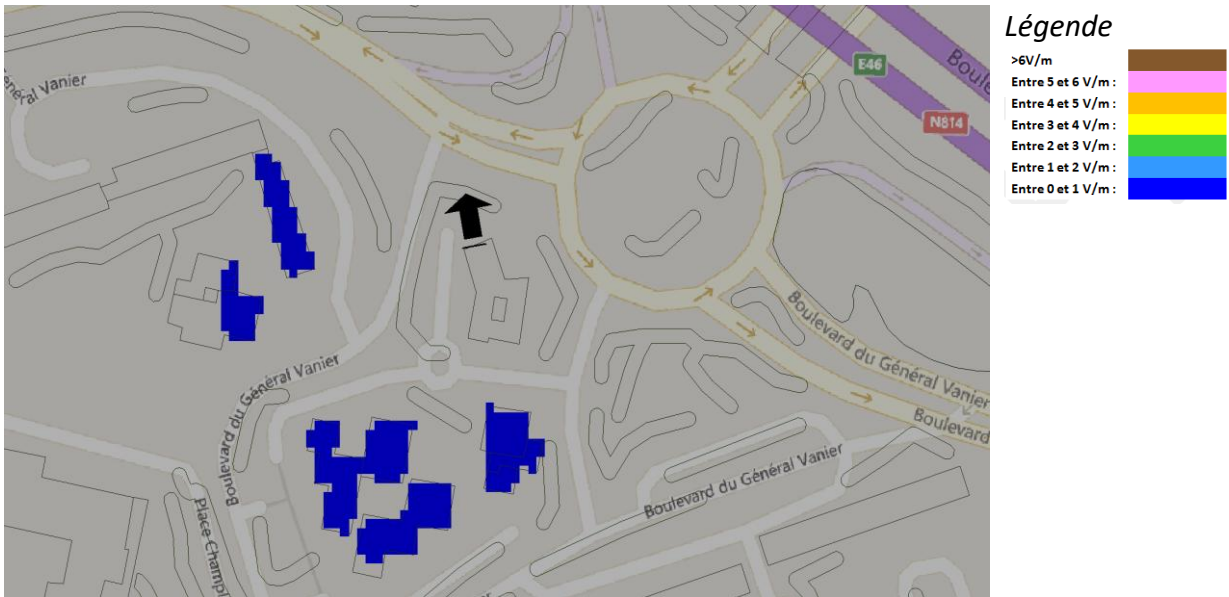 Légende
>6V/m
Entre 5 et 6 V/m :
Entre 4 et 5 V/m :
Entre 3 et 4 V/m :
Entre 2 et 3 V/m :
Entre 1 et 2 V/m :
Entre 0 et 1 V/m :
E46
N814
Boule
Général Vanier
Boulevard du Général Vanier
Boulevard du Général Vanier
Boulevard
Boulevard du Général Vanier
Place Champl